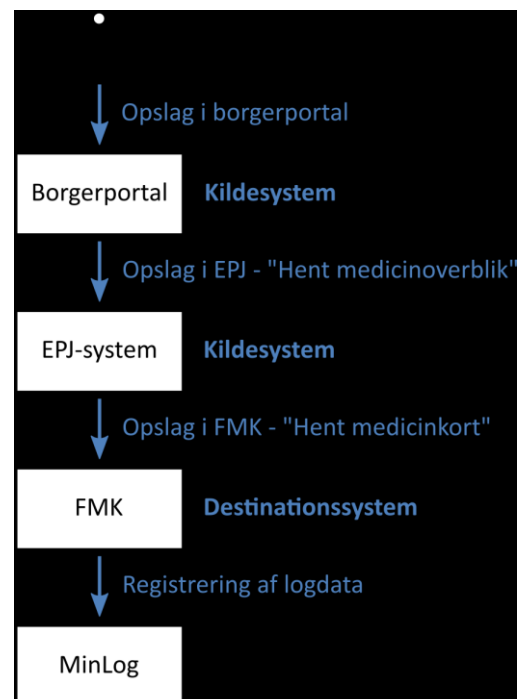 Opslag i borgerportal
Borgerportal Kildesystem
Opslag i EPJ - "Hent medicinoverblik"
EPJ-system Kildesystem
Opslag i FMK - "Hent medicinkort"
FMK Destinationssystem
Registrering af logdata
MinLog